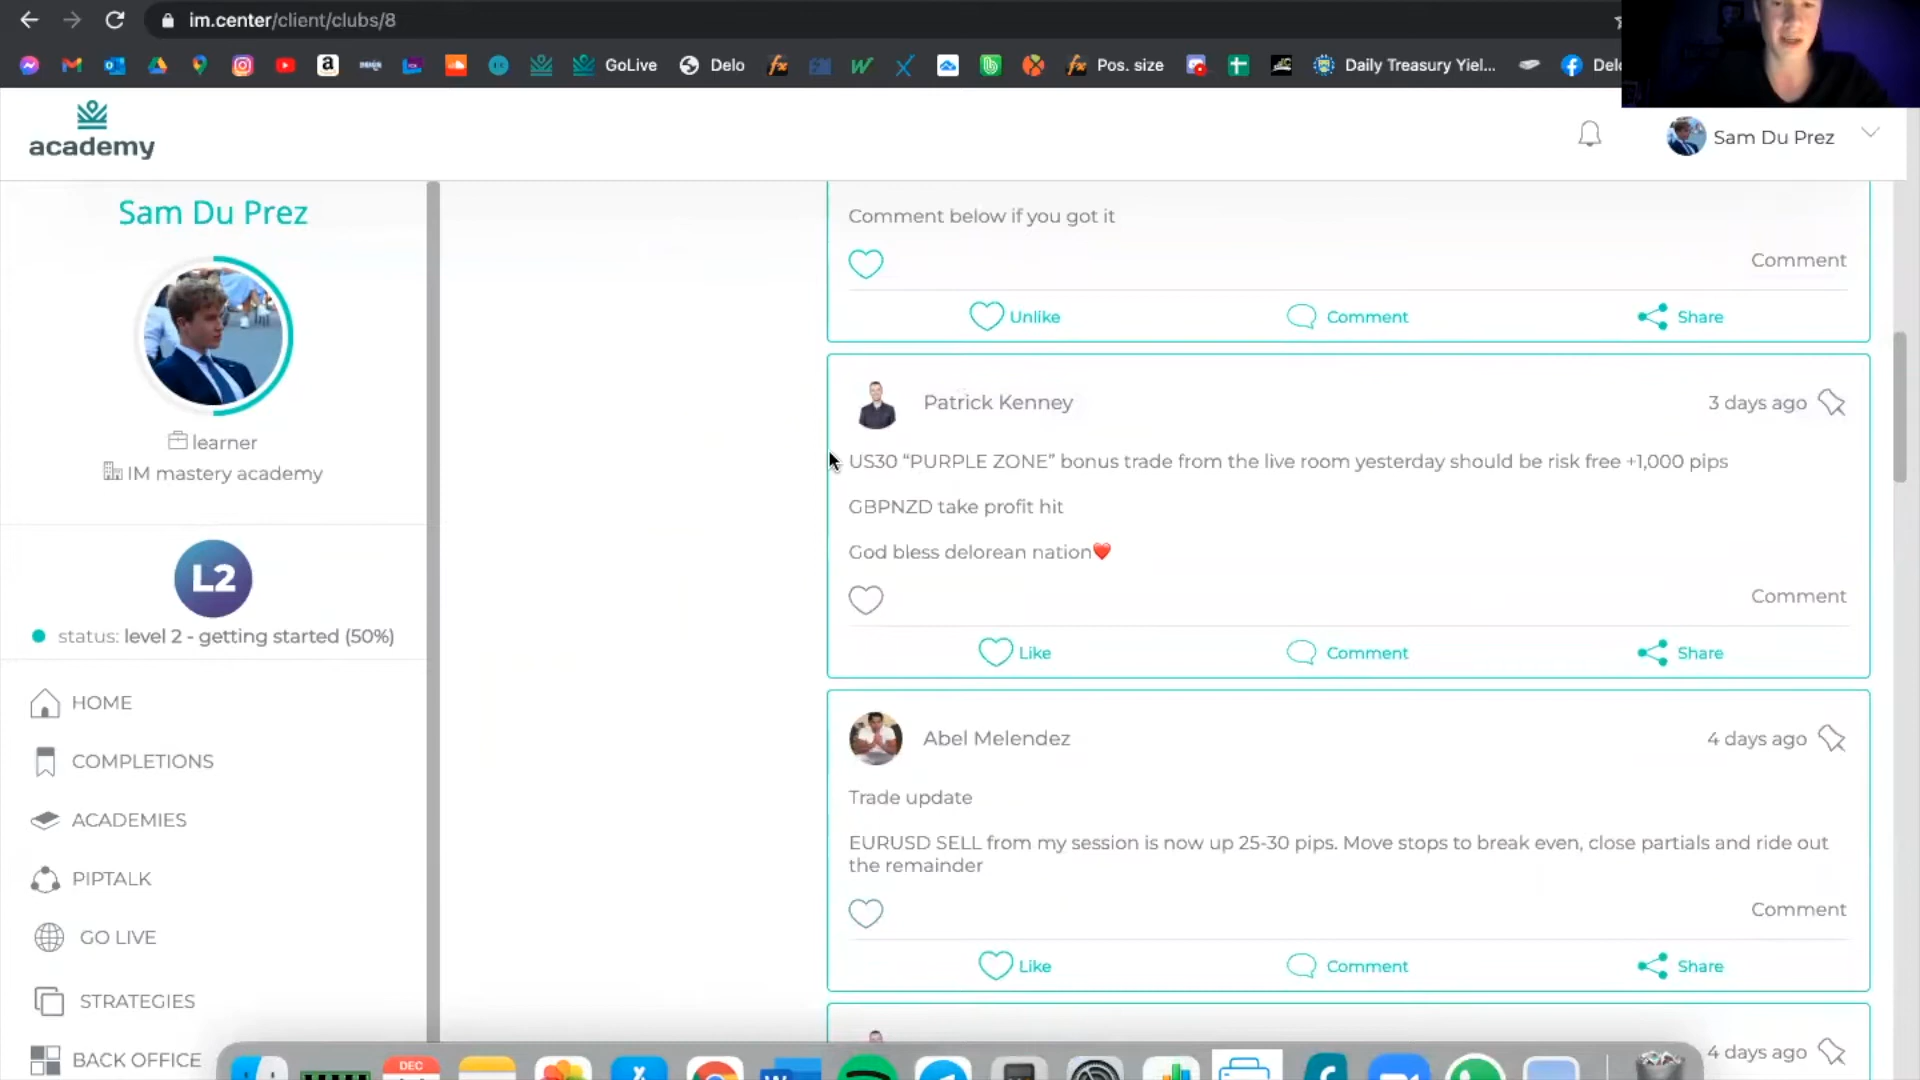 im.center/client/clubs/8
GoLive
Delo
Pos. size
Daily Treasury Yiel...
academy
Sam Du Prez
Sam Du Prez
learner
IM mastery academy
L2
status: level 2 - getting started (50%)
HOME
COMPLETIONS
ACADEMIES
PIPTALK
GO LIVE
STRATEGIES
BACK OFFICE
Comment below if you got it
Comment
Unlike
Comment
Share
Patrick Kenney
3 days ago
US30 “PURPLE ZONE” bonus trade from the live room yesterday should be risk free +1,000 pips
GBPNZD take profit hit
God bless delorean nation❤️
Comment
Like
Comment
Share
Abel Melendez
4 days ago
Trade update
EURUSD SELL from my session is now up 25-30 pips. Move stops to break even, close partials and ride out
the remainder
Comment
Like
Comment
Share
4 days ago
DEC